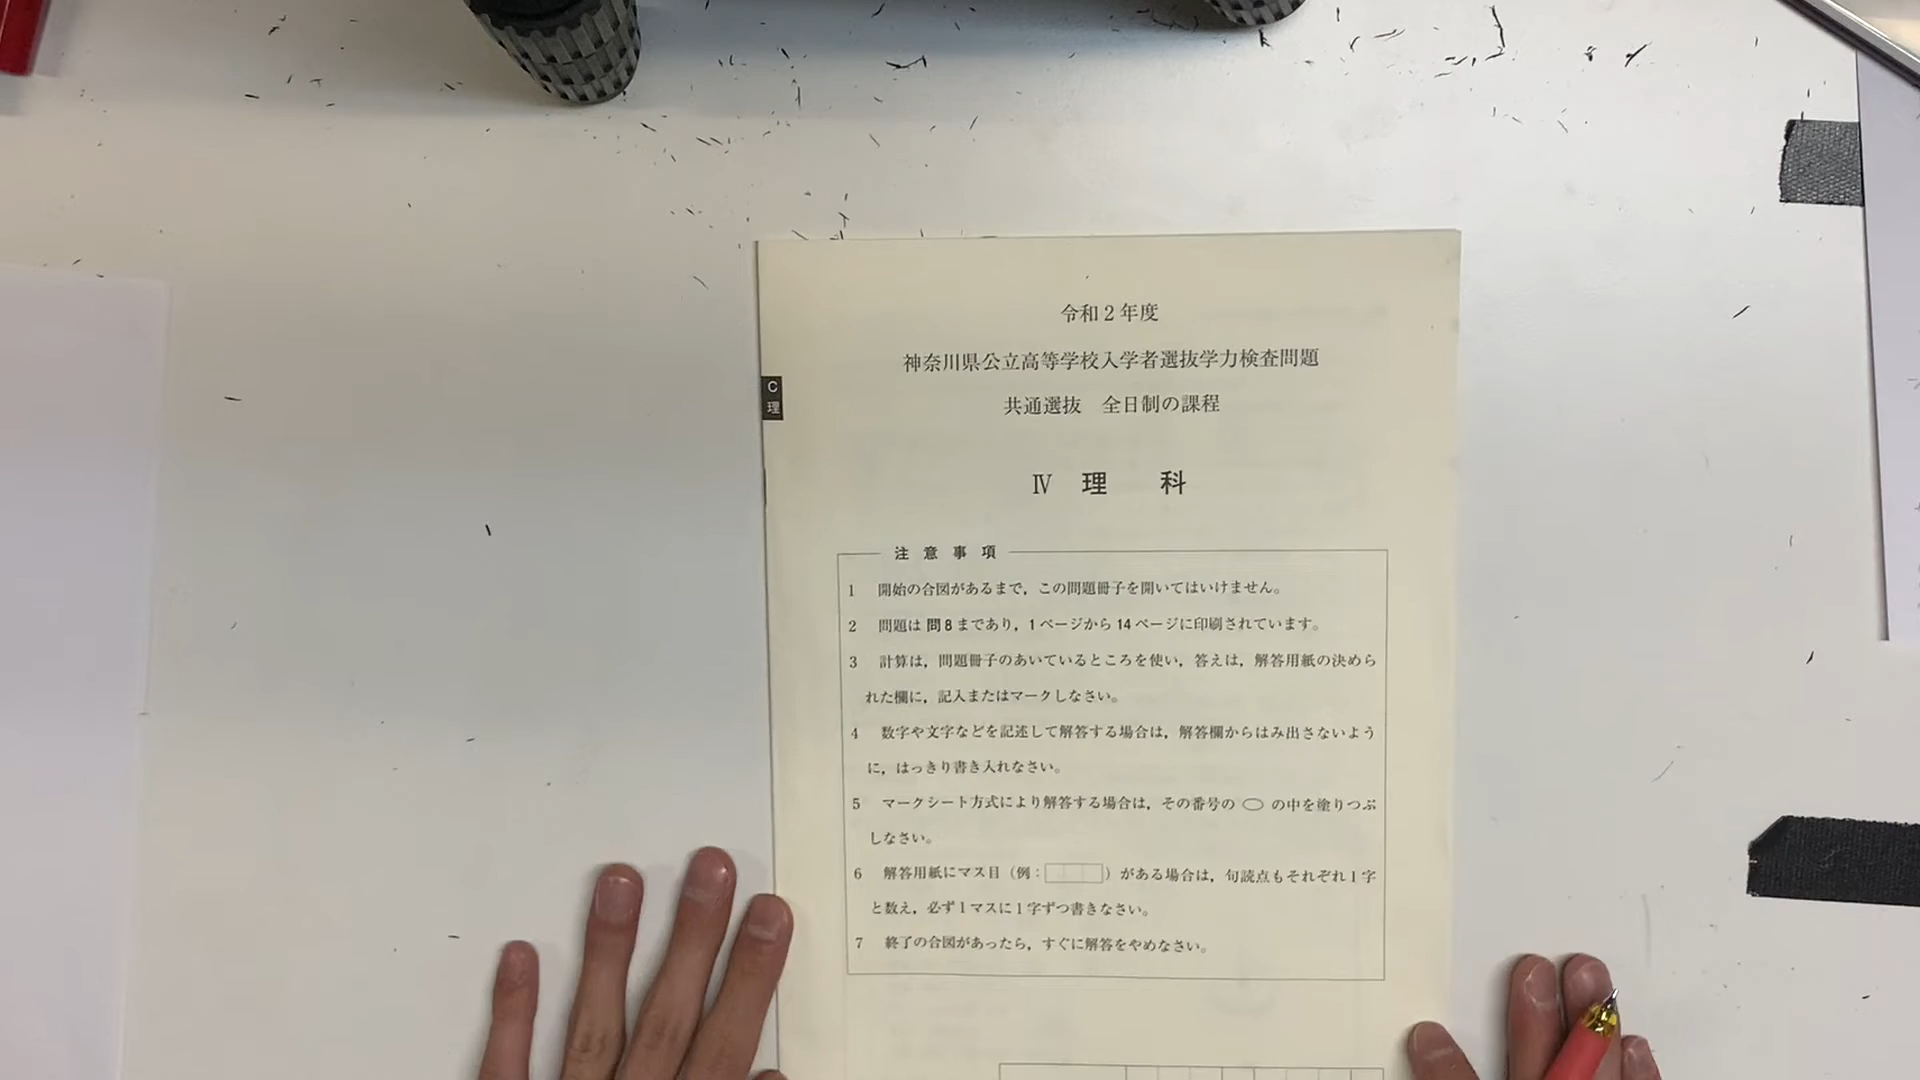 令和2年度
神奈川県公立高等学校入学者選抜学力検査問題
共通選抜　全日制の課程
C
理
Ⅳ　理　科
注 意 事 項
1　開始の合図があるまで，この問題冊子を開いてはいけません。
2　問題は 問8まであり，1ページから14ページに印刷されています。
3　計算は，問題冊子のあいているところを使い，答えは，解答用紙の決めら
れた欄に，記入またはマークしなさい。
4　数字や文字などを記述して解答する場合は，解答欄からはみ出さないよう
に，はっきり書き入れなさい。
5　マークシート方式により解答する場合は，その番号の ○ の中を塗りつぶ
しなさい。
6　解答用紙にマス目（例：　　　）がある場合は，句読点もそれぞれ1字
と数え，必ず1マスに1字ずつ書きなさい。
7　終了の合図があったら，すぐに解答をやめなさい。